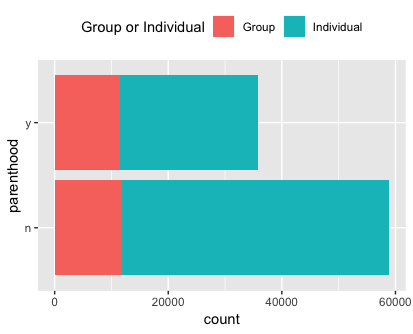 Group or Individual Group Individual
parenthood
y
n
0 20000 40000 60000
count